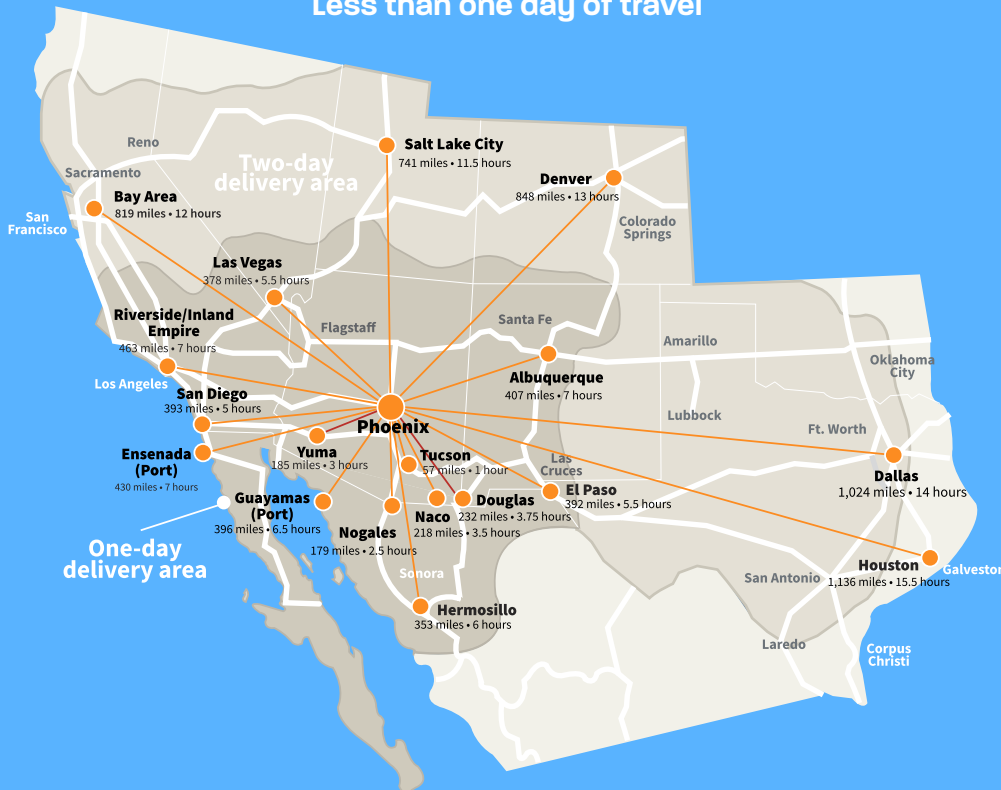 Less than one day of travel
Salt Lake City
741 miles • 11.5 hours
Reno
Two-day
delivery area
Sacramento
Denver
848 miles • 13 hours
Bay Area
819 miles • 12 hours
San
Francisco
Colorado
Springs
Las Vegas
378 miles • 5.5 hours
Riverside/Inland
Empire
463 miles • 7 hours
Flagstaff
Santa Fe
Amarillo
Oklahoma
City
Los Angeles
Albuquerque
407 miles • 7 hours
San Diego
393 miles • 5 hours
Lubbock
Ft. Worth
Phoenix
Ensenada
(Port)
430 miles • 7 hours
Yuma
185 miles • 3 hours
Tucson
57 miles • 1 hour
Las
Cruces
Dallas
1,024 miles • 14 hours
El Paso
392 miles • 5.5 hours
Guayamas
(Port)
396 miles • 6.5 hours
Douglas
232 miles • 3.75 hours
Naco
218 miles • 3.5 hours
Nogales
179 miles • 2.5 hours
One-day
delivery area
Sonora
Houston
1,136 miles • 15.5 hours
Galveston
San Antonio
Hermosillo
353 miles • 6 hours
Laredo
Corpus
Christi